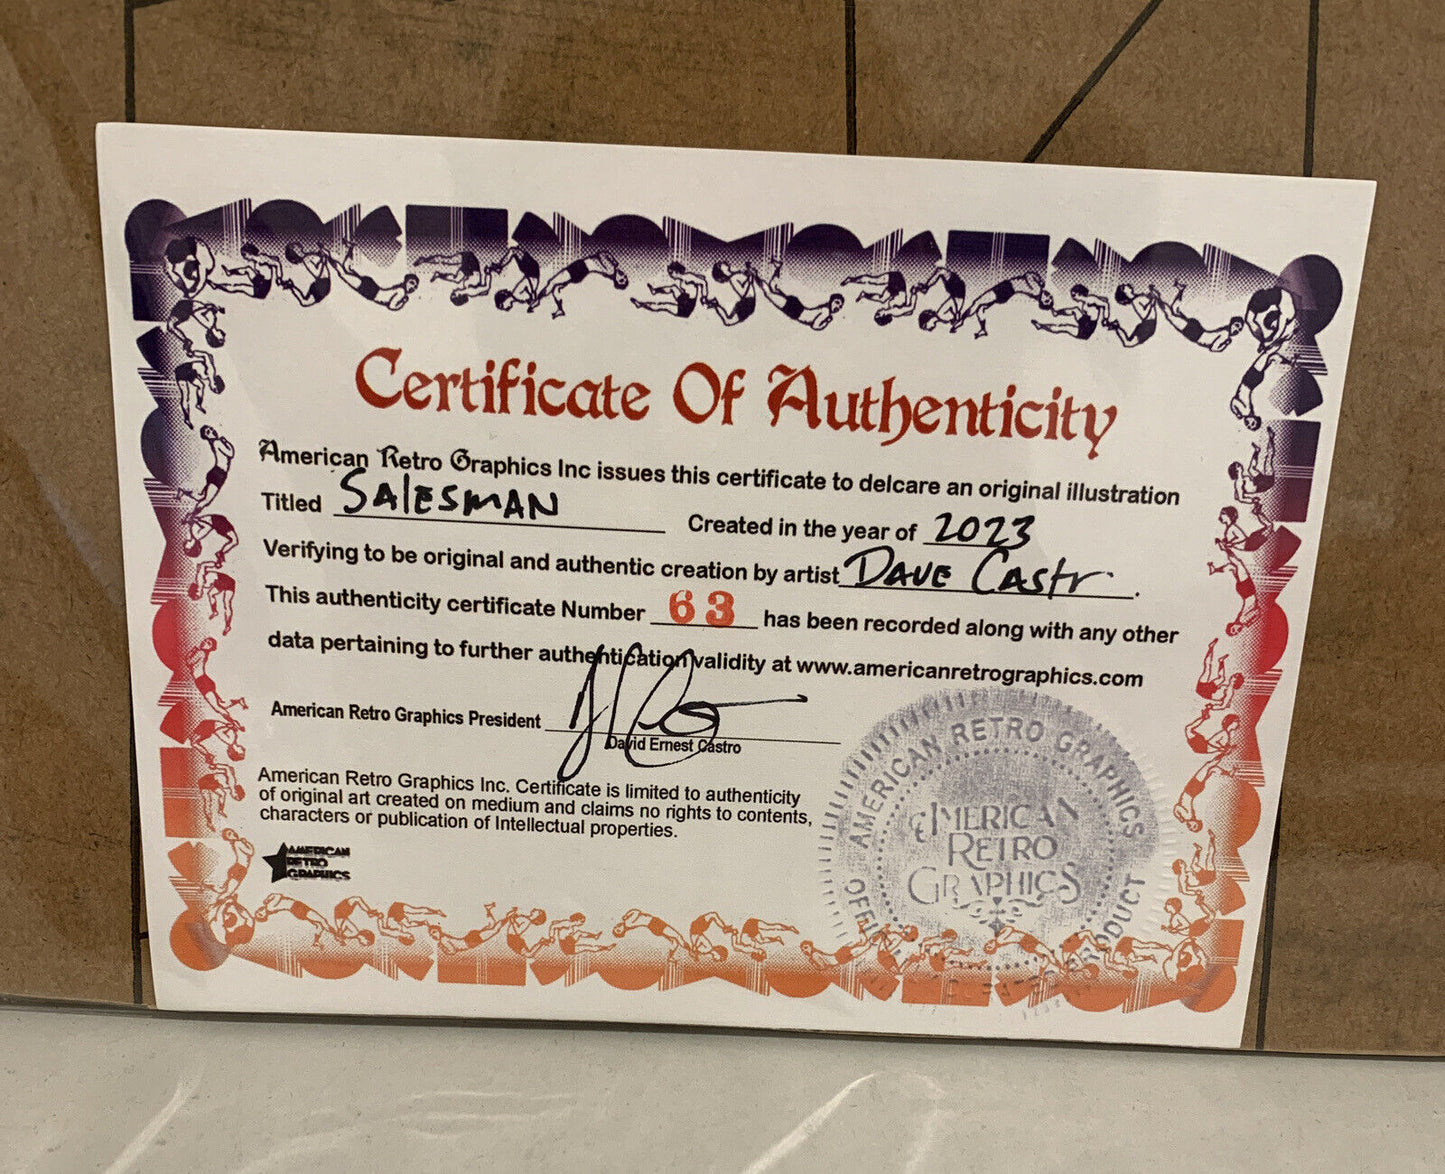 Certificate Of Authenticity
American Retro Graphics Inc issues this certificate to delcare an original illustration
Titled SALESMAN Created in the year of 2023
Verifying to be original and authentic creation by artist DAVE CASTR.
This authenticity certificate Number 63 has been recorded along with any other
data pertaining to further authentication validity at www.americanretrographics.com
American Retro Graphics President
David Ernest Castro
American Retro Graphics Inc. Certificate is limited to authenticity
of original art created on medium and claims no rights to contents,
characters or publication of Intellectual properties.
AMERICAN
RETRO
GRAPHICS
AMERICAN RETRO GRAPHICS
AMERICAN
RETRO
GRAPHICS
PRODUCT